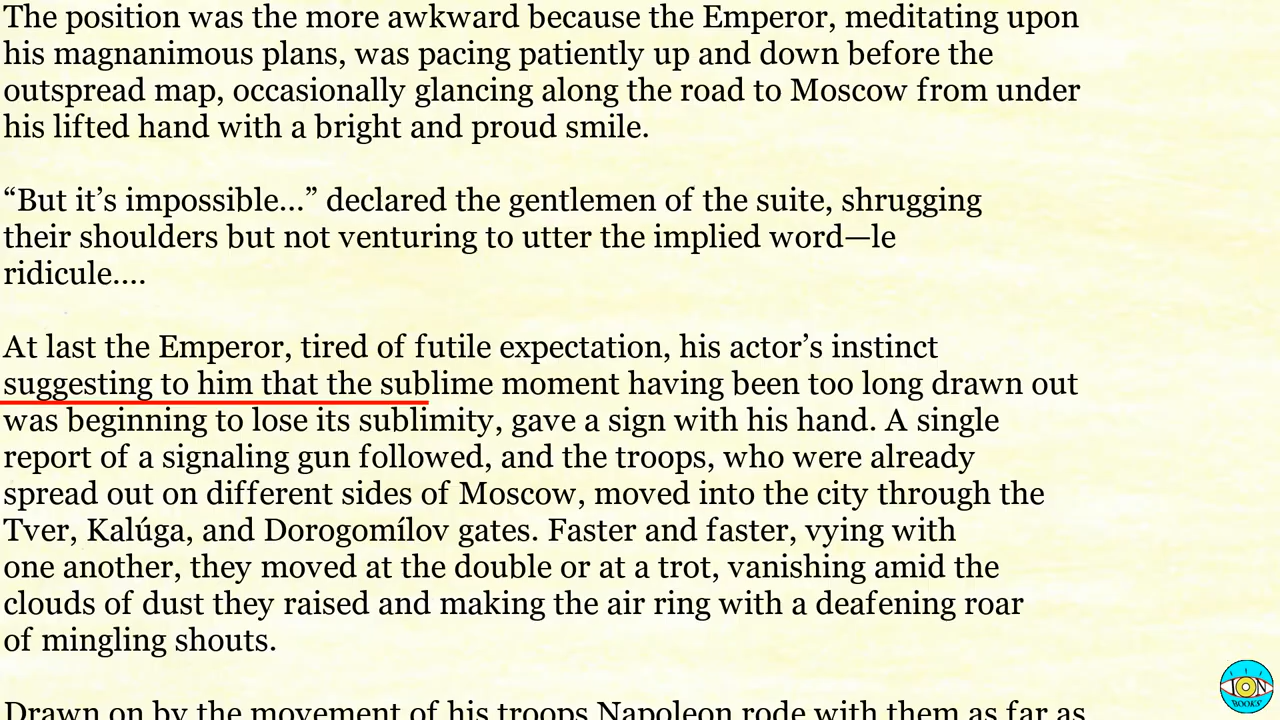 The position was the more awkward because the Emperor, meditating upon
his magnanimous plans, was pacing patiently up and down before the
outspread map, occasionally glancing along the road to Moscow from under
his lifted hand with a bright and proud smile.
“But it’s impossible...” declared the gentlemen of the suite, shrugging
their shoulders but not venturing to utter the implied word—le
ridicule....
At last the Emperor, tired of futile expectation, his actor’s instinct
suggesting to him that the sublime moment having been too long drawn out
was beginning to lose its sublimity, gave a sign with his hand. A single
report of a signaling gun followed, and the troops, who were already
spread out on different sides of Moscow, moved into the city through the
Tver, Kalúga, and Dorogomílov gates. Faster and faster, vying with
one another, they moved at the double or at a trot, vanishing amid the
clouds of dust they raised and making the air ring with a deafening roar
of mingling shouts.
Drawn on by the movement of his troops Napoleon rode with them as far as
ION
BOOKS